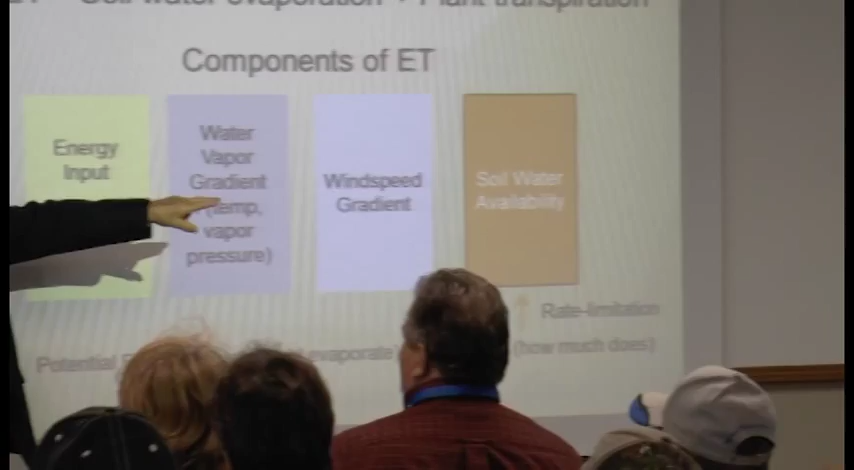 Soil water evaporation + Plant transpiration
Components of ET
Energy
Input
Water
Vapor
Gradient
(temp,
vapor
pressure)
Windspeed
Gradient
Soil Water
Availability
Rate-limitation
Potential
evaporate)
(how much does)